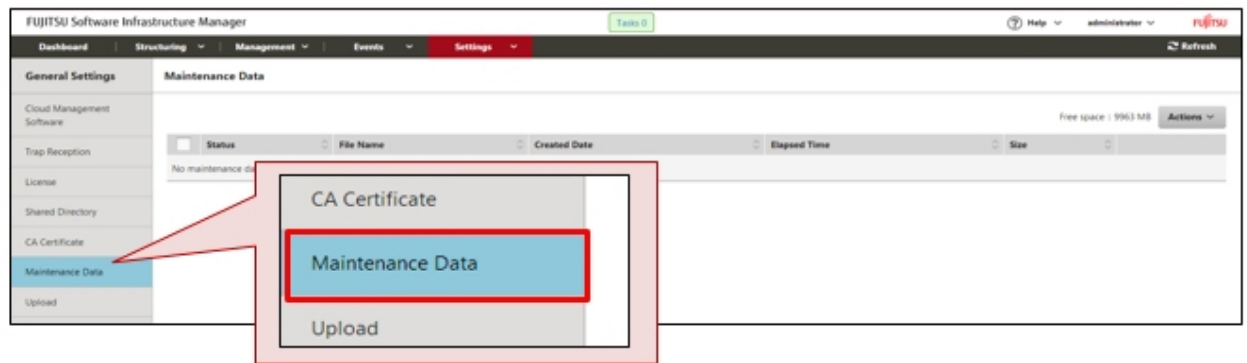 FUJITSU Software Infrastructure Manager
Tasks 0
Help
administrator
FUJITSU
Dashboard
Structuring
Management
Events
Settings
Refresh
General Settings
Maintenance Data
Cloud Management
Software
Free space : 9963 MB
Actions
Trap Reception
Status
File Name
Created Date
Elapsed Time
Size
No maintenance da
License
Shared Directory
CA Certificate
Maintenance Data
Upload
CA Certificate
Maintenance Data
Upload